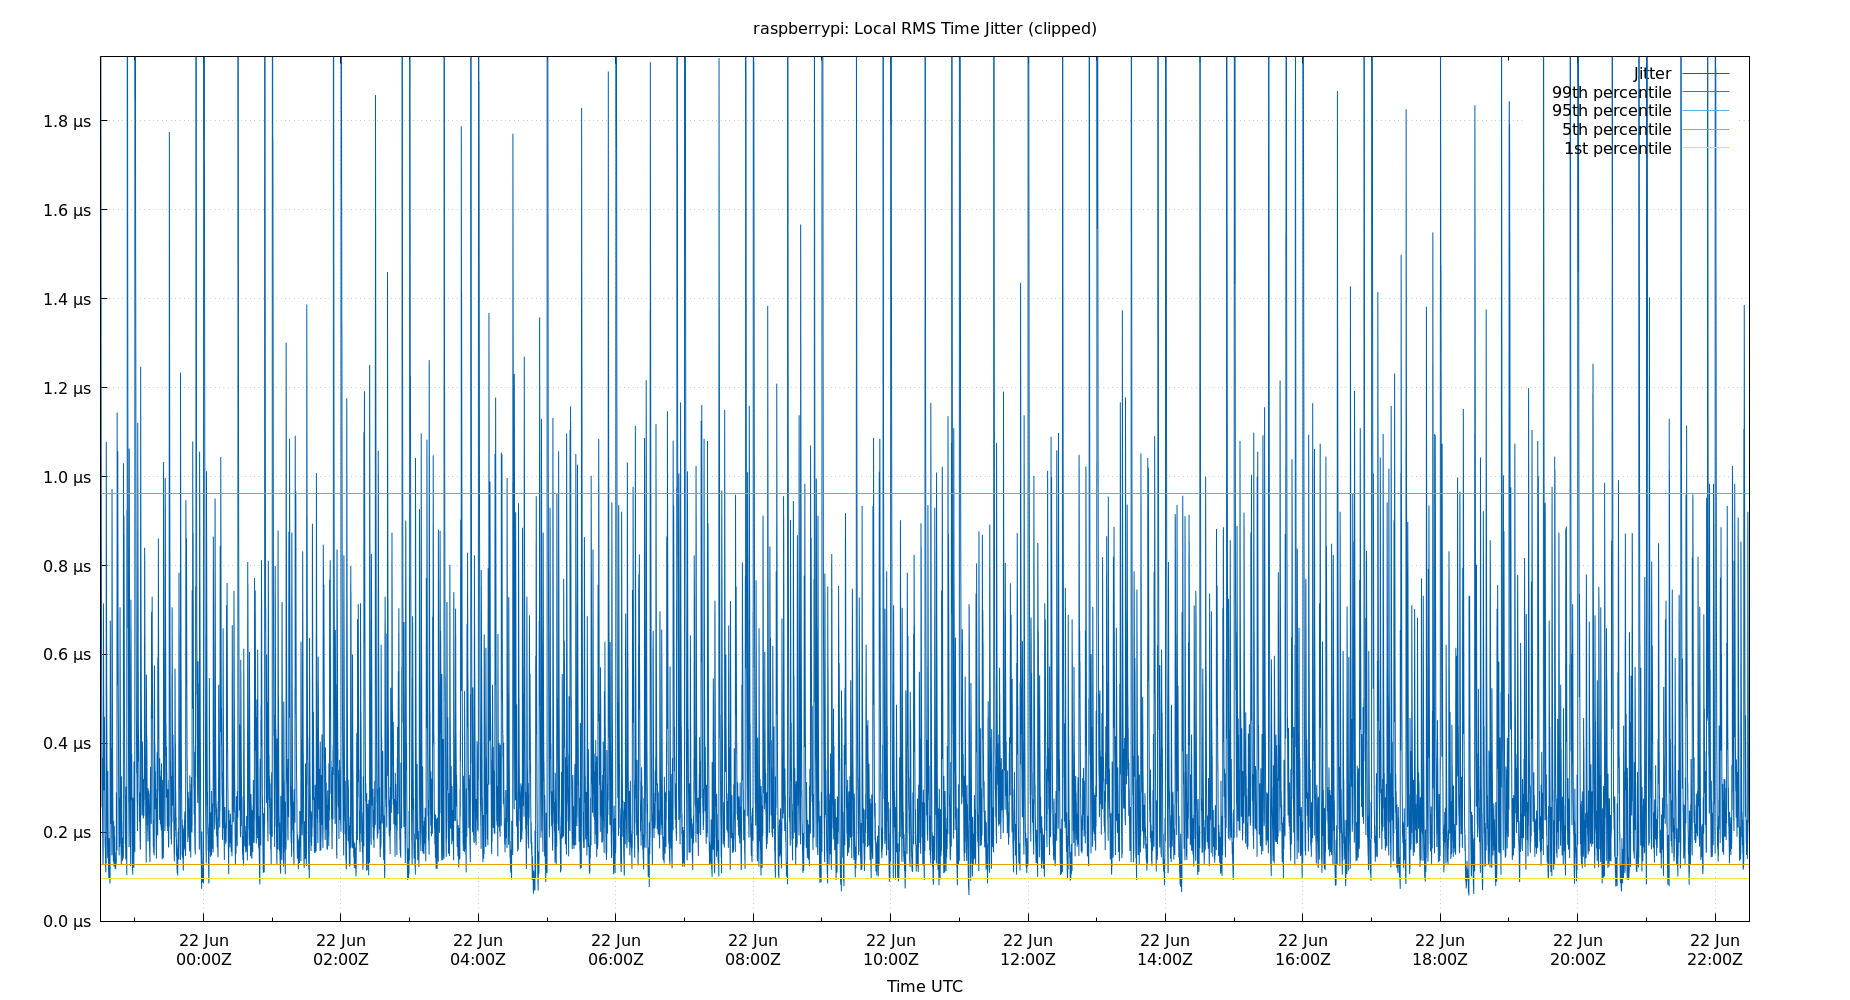 raspberrypi: Local RMS Time Jitter (clipped)
Jitter
99th percentile
95th percentile
5th percentile
1st percentile
1.8 µs
1.6 µs
1.4 µs
1.2 µs
1.0 µs
0.8 µs
0.6 µs
0.4 µs
0.2 µs
0.0 µs
22 Jun 22 Jun 22 Jun 22 Jun 22 Jun 22 Jun 22 Jun 22 Jun 22 Jun 22 Jun 22 Jun 22 Jun
00:00Z 02:00Z 04:00Z 06:00Z 08:00Z 10:00Z 12:00Z 14:00Z 16:00Z 18:00Z 20:00Z 22:00Z
Time UTC